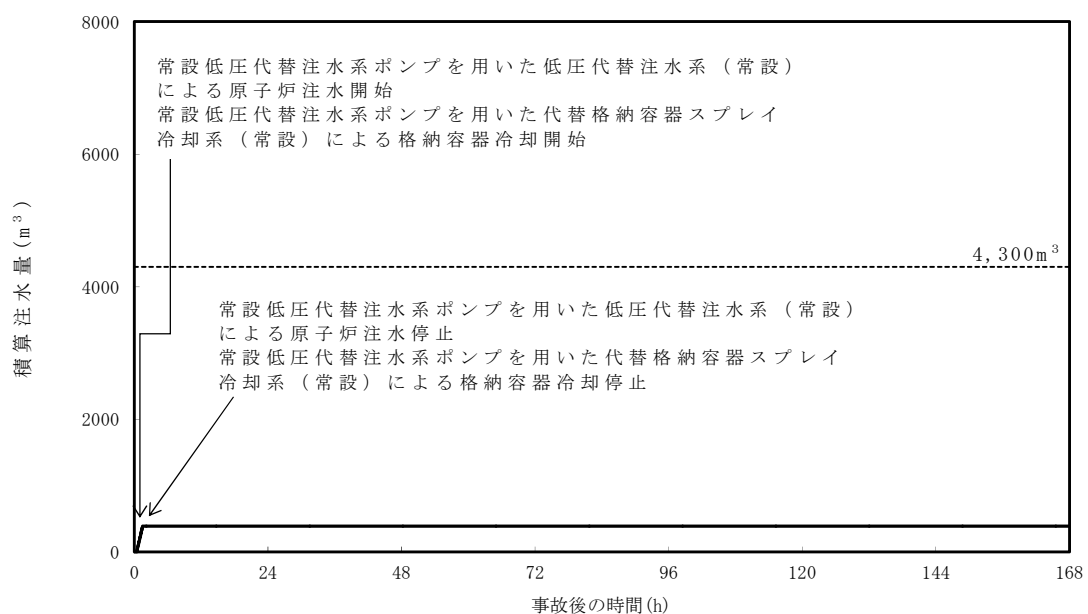 8000
常設低圧代替注水系ポンプを用いた低圧代替注水系(常設)
による原子炉注水開始
常設低圧代替注水系ポンプを用いた代替格納容器スプレイ
冷却系(常設)による格納容器冷却開始
6000
積算注水量(m³)
4,300m³
4000
常設低圧代替注水系ポンプを用いた低圧代替注水系(常設)
による原子炉注水停止
常設低圧代替注水系ポンプを用いた代替格納容器スプレイ
冷却系(常設)による格納容器冷却停止
2000
0
0 24 48 72 96 120 144 168
事故後の時間(h)